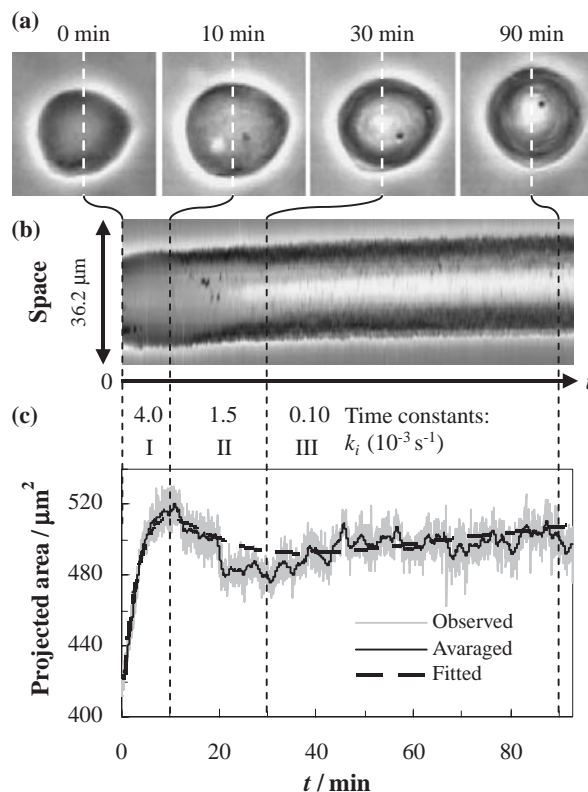 (a)
0 min 10 min 30 min 90 min
(b)
Space
36.2 μm
0
t
(c)
4.0 1.5 0.10 Time constants:
I II III k_i (10⁻³ s⁻¹)
Projected area / μm²
520
480
440
400
Observed
Avaraged
Fitted
0 20 40 60 80
t / min